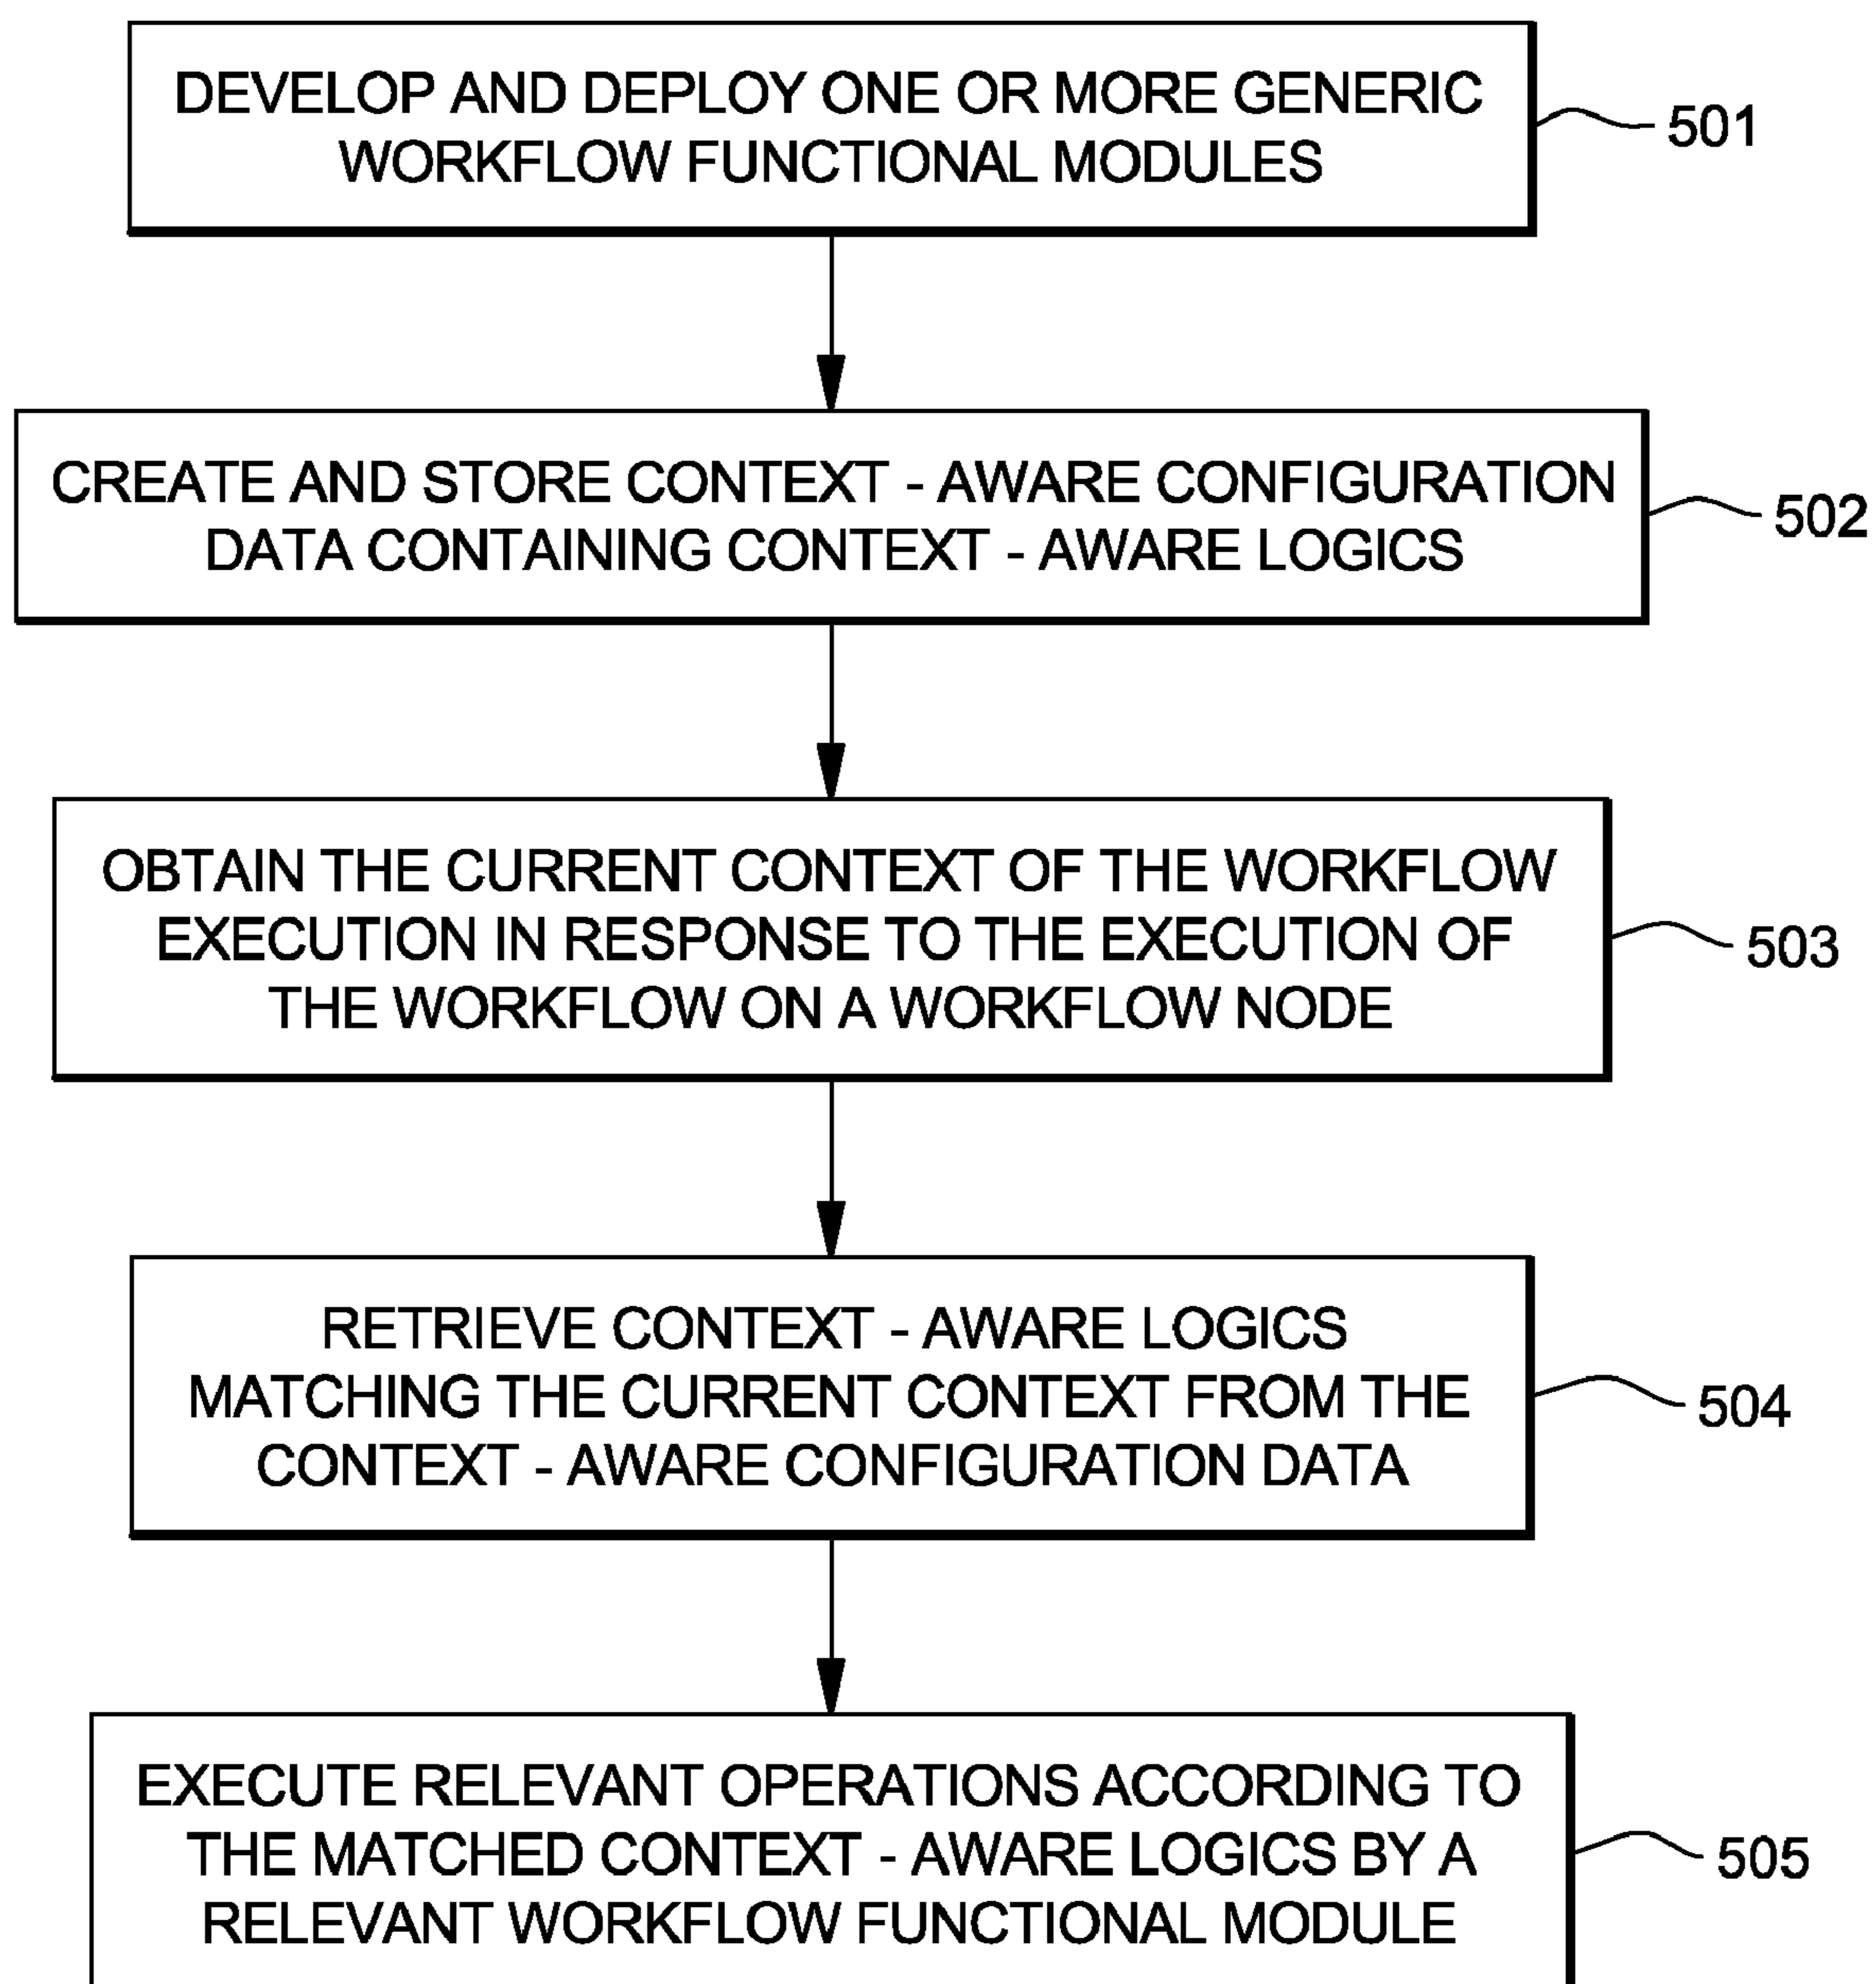 DEVELOP AND DEPLOY ONE OR MORE GENERIC
WORKFLOW FUNCTIONAL MODULES
501
CREATE AND STORE CONTEXT - AWARE CONFIGURATION
DATA CONTAINING CONTEXT - AWARE LOGICS
502
OBTAIN THE CURRENT CONTEXT OF THE WORKFLOW
EXECUTION IN RESPONSE TO THE EXECUTION OF
THE WORKFLOW ON A WORKFLOW NODE
503
RETRIEVE CONTEXT - AWARE LOGICS
MATCHING THE CURRENT CONTEXT FROM THE
CONTEXT - AWARE CONFIGURATION DATA
504
EXECUTE RELEVANT OPERATIONS ACCORDING TO
THE MATCHED CONTEXT - AWARE LOGICS BY A
RELEVANT WORKFLOW FUNCTIONAL MODULE
505